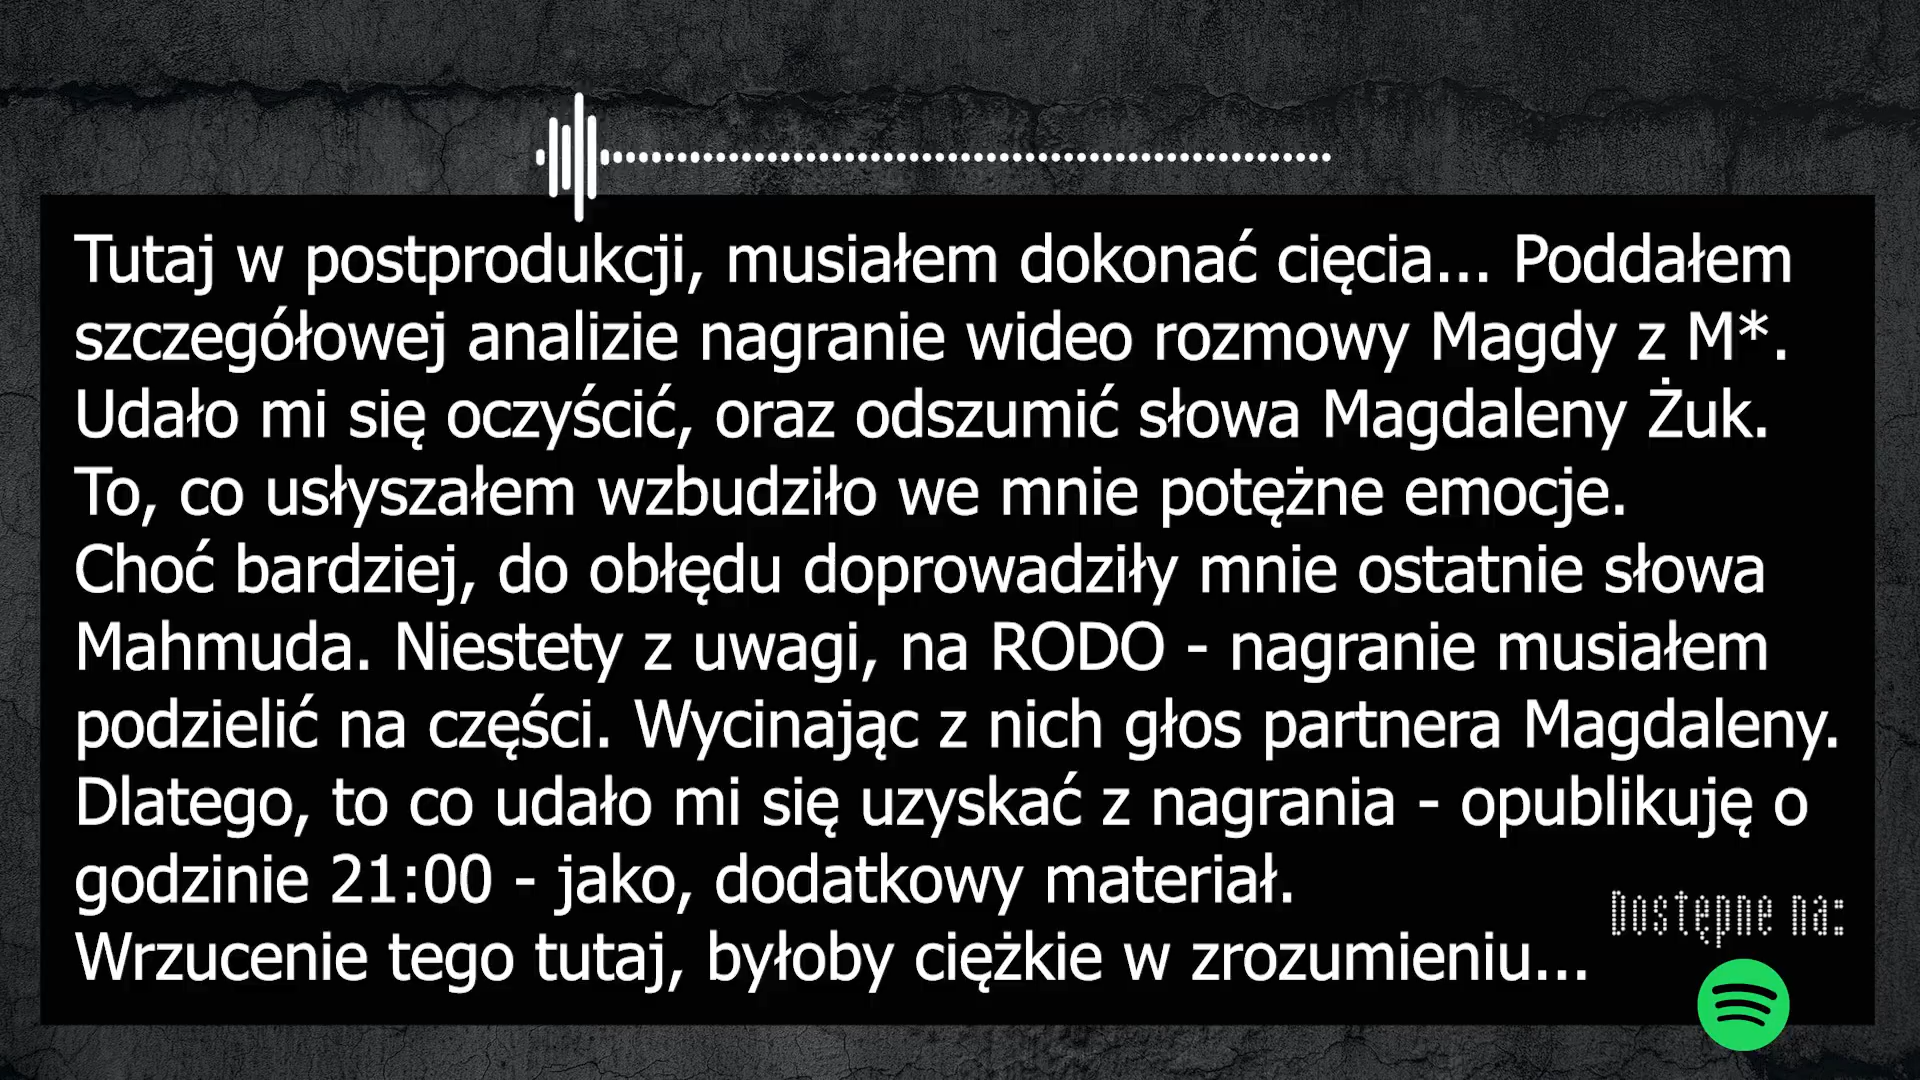 Tutaj w postprodukcji, musiałem dokonać cięcia... Poddałem
szczegółowej analizie nagranie wideo rozmowy Magdy z M*.
Udało mi się oczyścić, oraz odszumić słowa Magdaleny Żuk.
To, co usłyszałem wzbudziło we mnie potężne emocje.
Choć bardziej, do obłędu doprowadziły mnie ostatnie słowa
Mahmuda. Niestety z uwagi, na RODO - nagranie musiałem
podzielić na części. Wycinając z nich głos partnera Magdaleny.
Dlatego, to co udało mi się uzyskać z nagrania - opublikuję o
godzinie 21:00 - jako, dodatkowy materiał.
Wrzucenie tego tutaj, byłoby ciężkie w zrozumieniu...
Dostępne na: